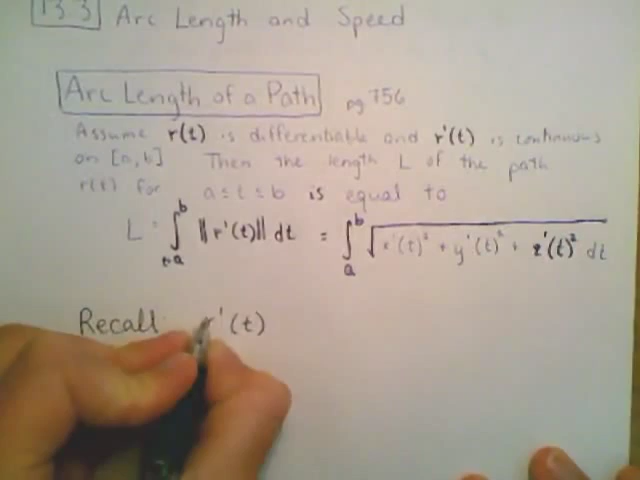 13.3 Arc Length and Speed
Arc Length of a Path pg 756
Assume r(t) is differentiable and r'(t) is continuous
on [a,b] Then the length L of the path
r(t) for a ≤ t ≤ b is equal to
L = ∫_{t=a}^{b} ||r'(t)|| dt = ∫_{a}^{b} √(x'(t)² + y'(t)² + z'(t)²) dt
Recall r'(t)